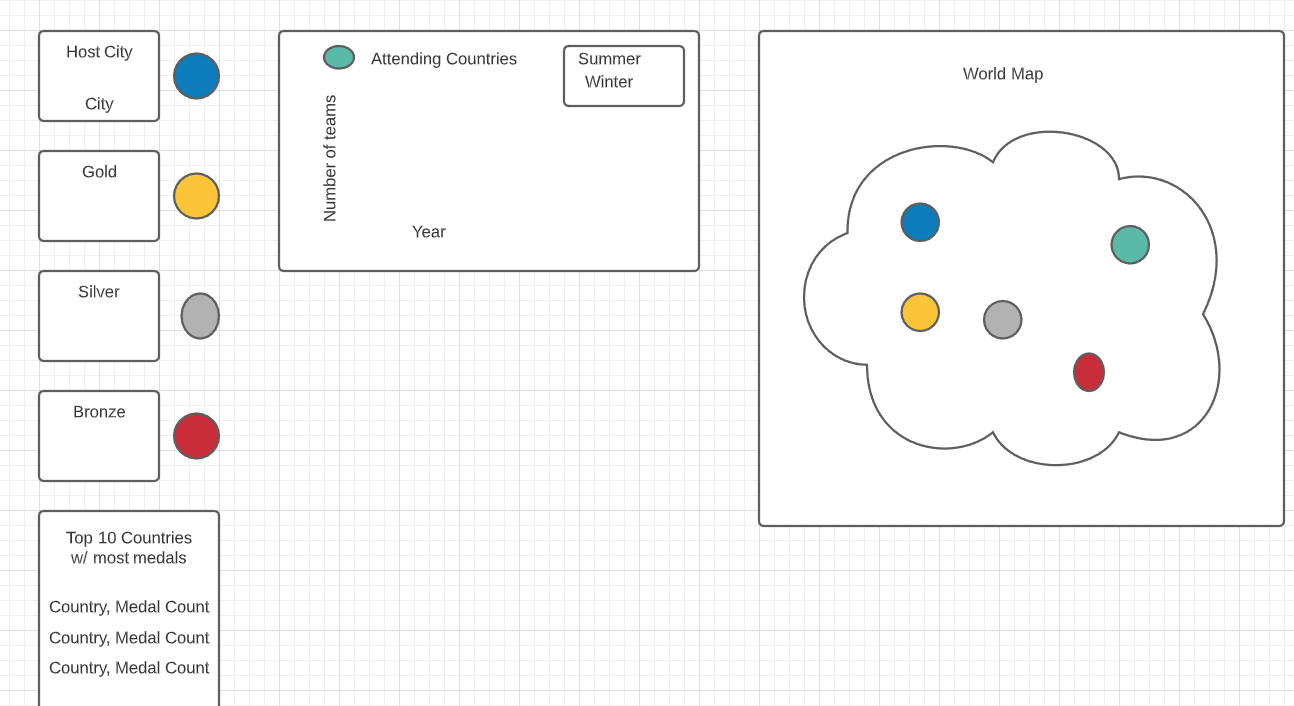 Host City
City
Gold
Silver
Bronze
Top 10 Countries
w/ most medals
Country, Medal Count
Country, Medal Count
Country, Medal Count
Attending Countries
Summer
Winter
Number of teams
Year
World Map